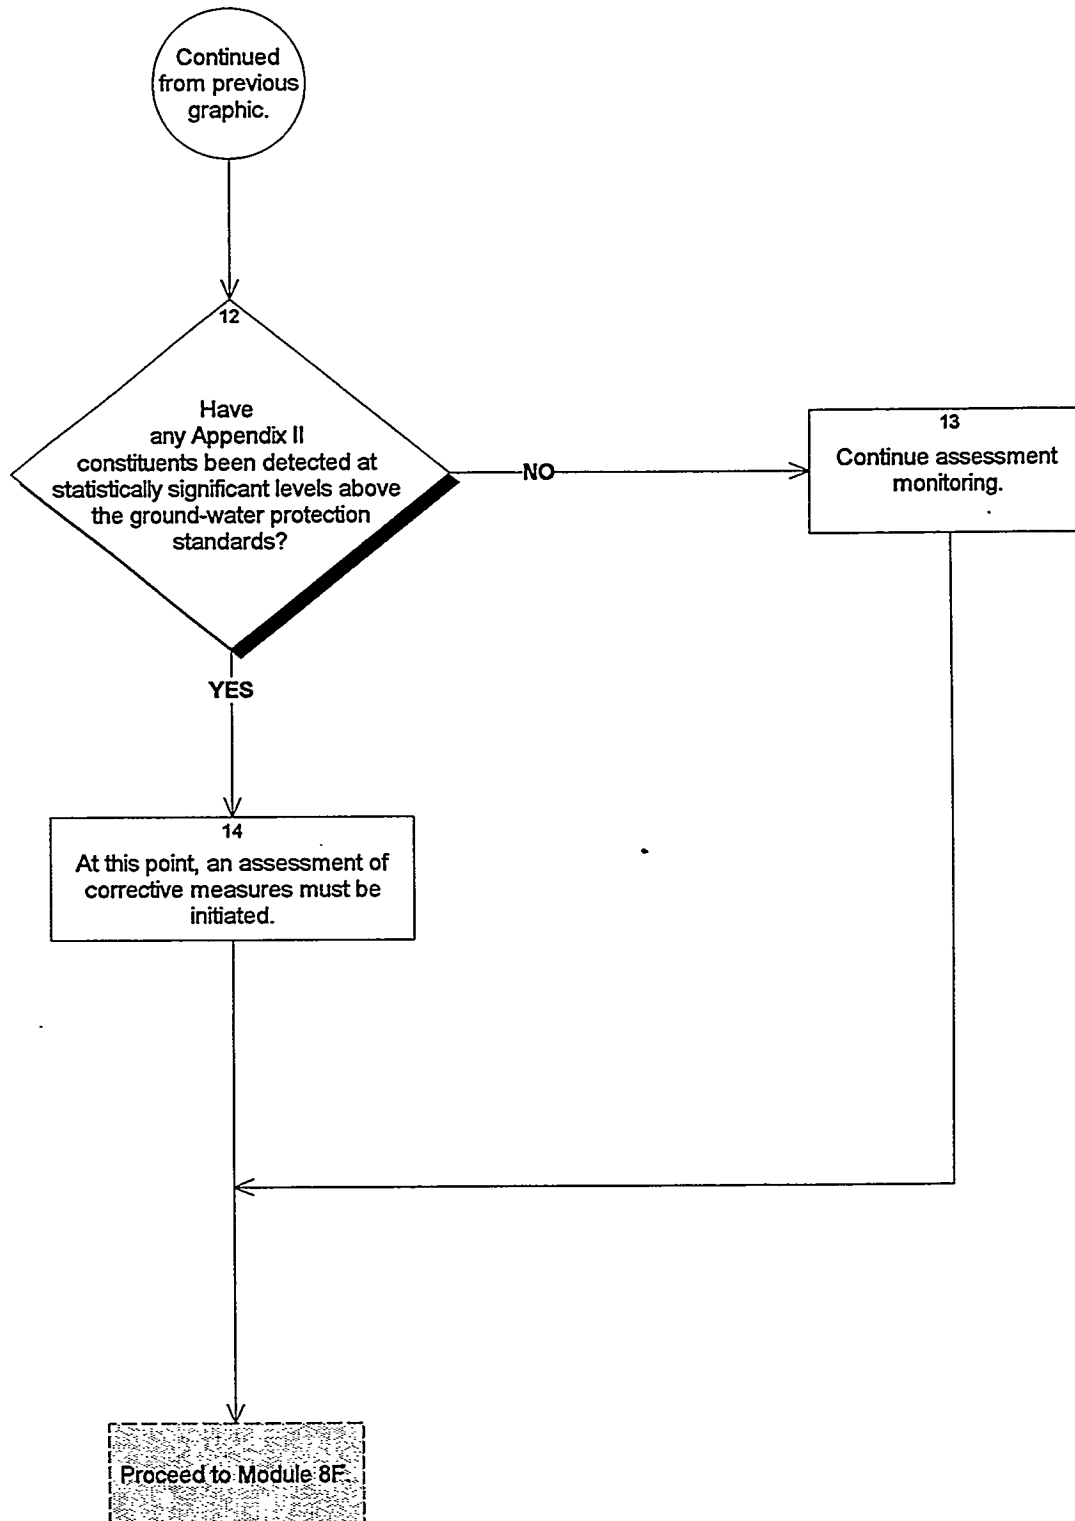 Continued
from previous
graphic.
12
Have
any Appendix II
constituents been detected at
statistically significant levels above
the ground-water protection
standards?
NO
13
Continue assessment
monitoring.
YES
14
At this point, an assessment of
corrective measures must be
initiated.
Proceed to Module 8F.